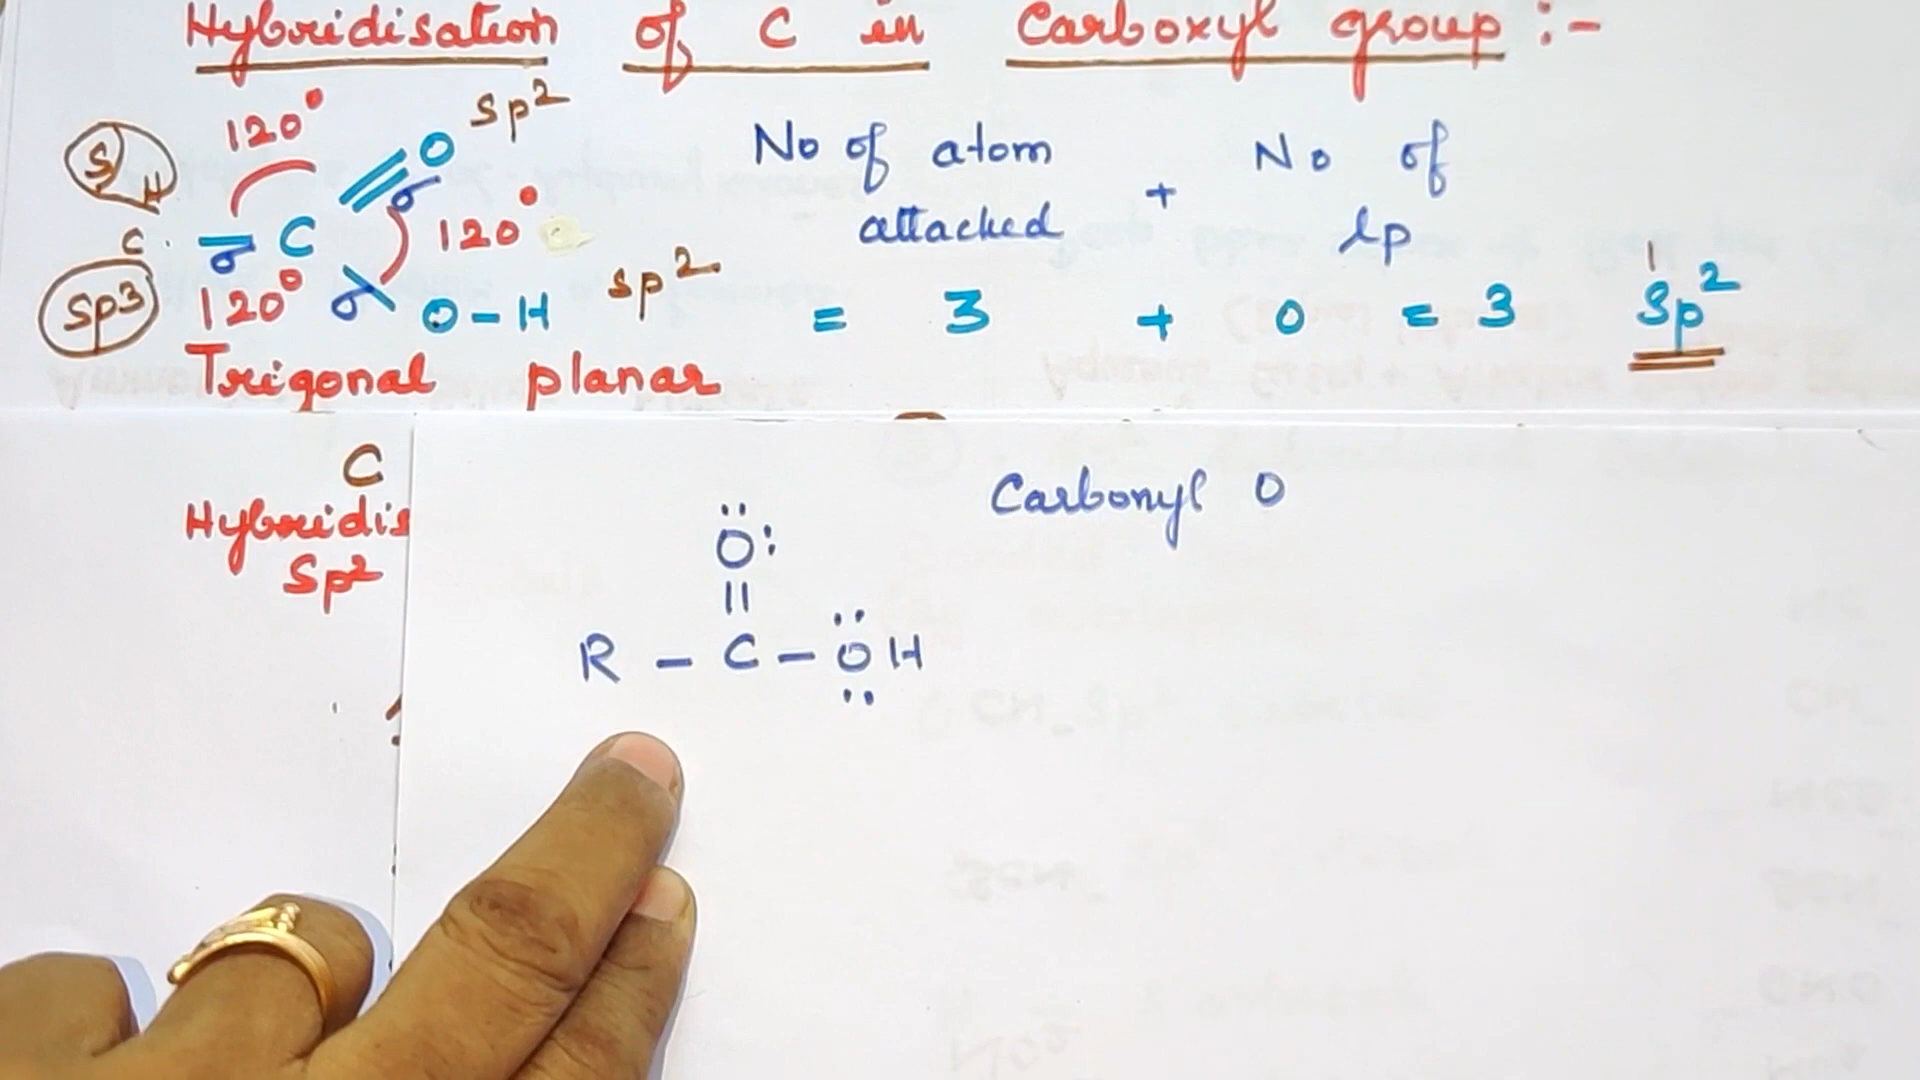 Hybridisation of C in Carboxyl group :-
120° O sp²
S/H σ 120°
C. σ C
sp3 120° σ O-H sp²
Trigonal planar
No of atom attached + No of lp
= 3 + 0 = 3 sp²
C
Hybridis
Sp²
Carbonyl O
:O:
||
R - C - OH